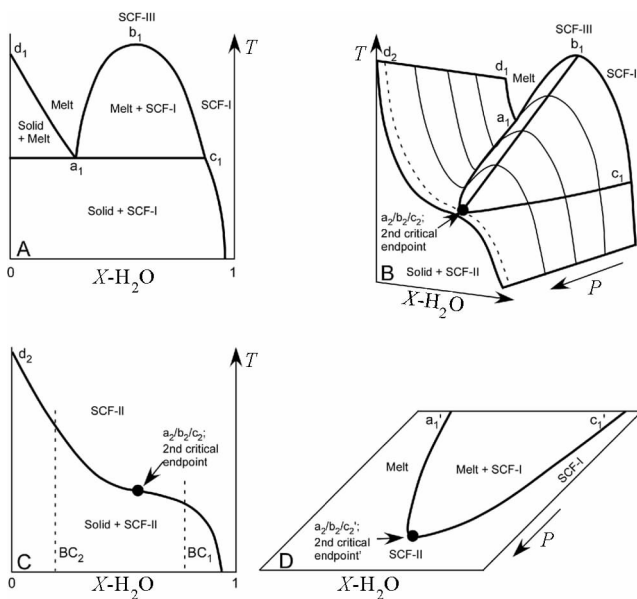 SCF-III
b1
T
d1
Melt
Melt + SCF-I
SCF-I
Solid
+ Melt
a1
c1
Solid + SCF-I
A
0
1
X-H2O
T
d2
d1
Melt
SCF-III
b1
SCF-I
a1
c1
a2/b2/c2;
2nd critical
endpoint
B
Solid + SCF-II
X-H2O
P
d2
T
SCF-II
a2/b2/c2;
2nd critical
endpoint
Solid + SCF-II
C
BC2
BC1
0
1
X-H2O
a1'
c1'
Melt
Melt + SCF-I
SCF-I
a2/b2/c2';
2nd critical
endpoint'
SCF-II
D
P
X-H2O